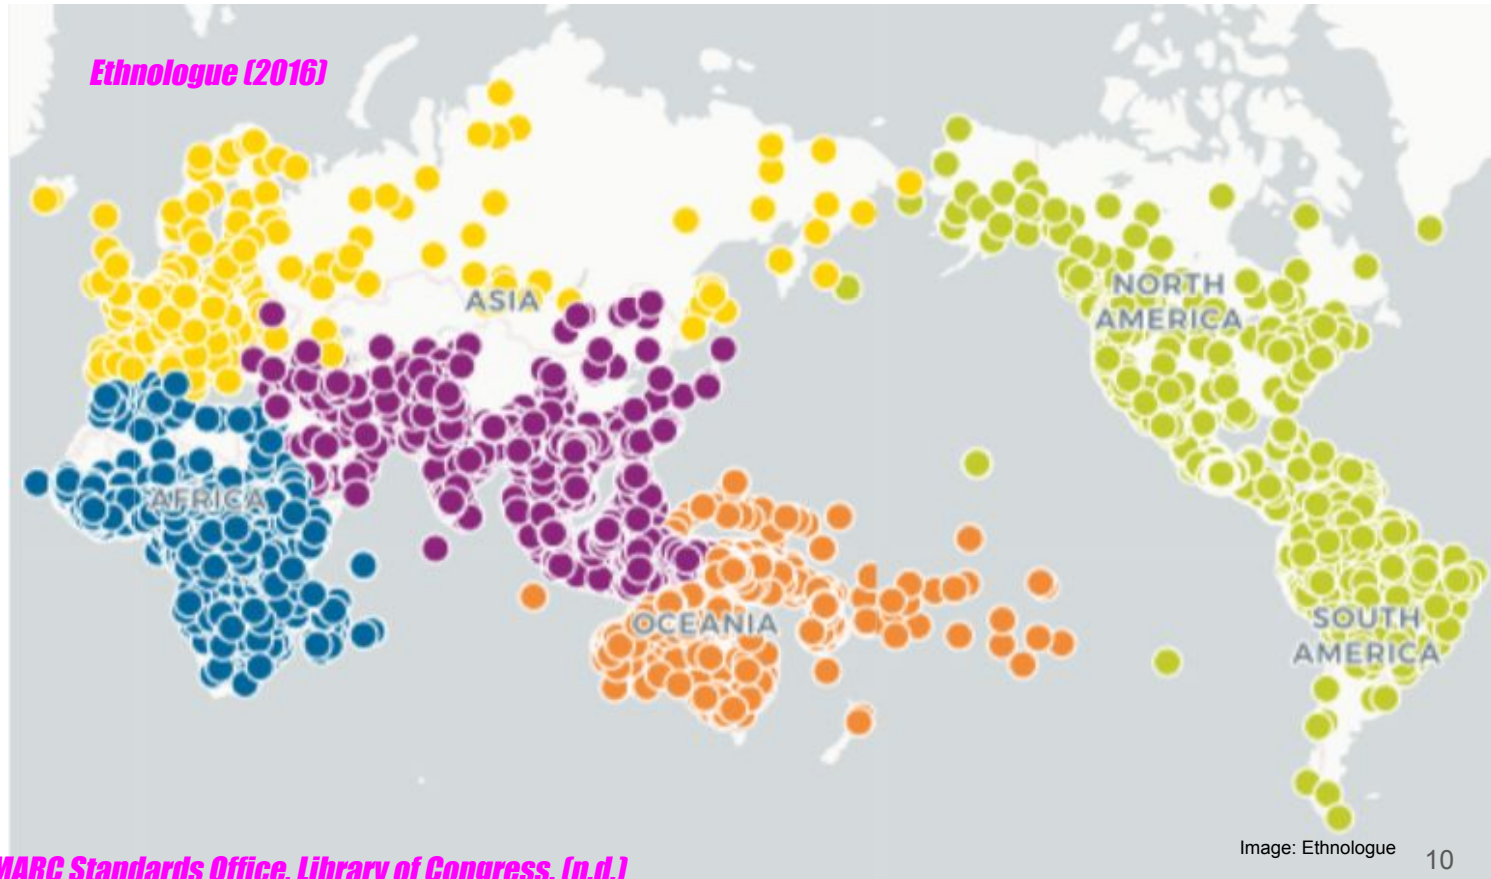 Ethnologue (2016)
ASIA
NORTH
AMERICA
AFRICA
OCEANIA
SOUTH
AMERICA
Image: Ethnologue
10
MARC Standards Office, Library of Congress. (n.d.)